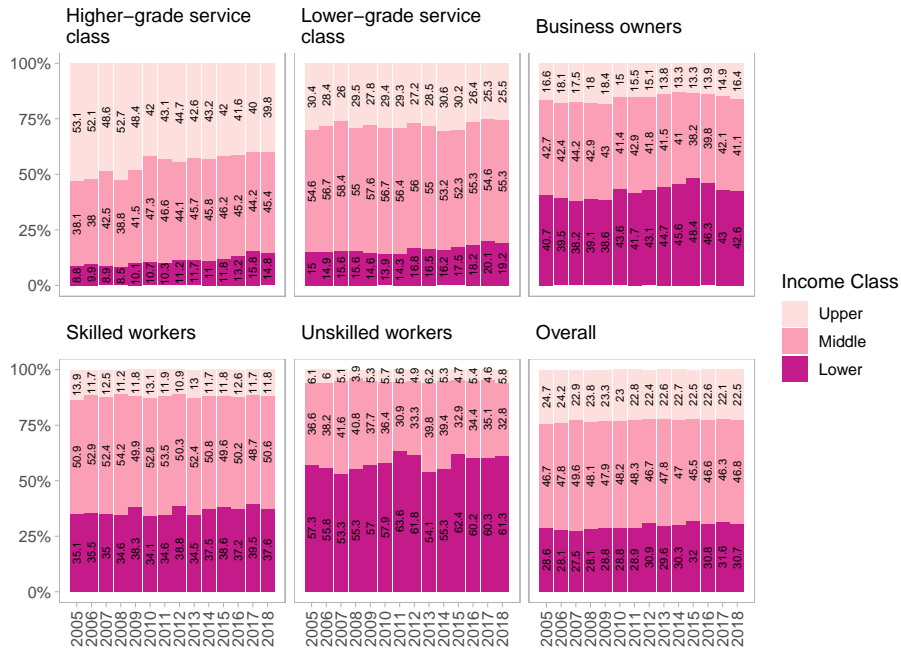 Higher−grade service
class
Lower−grade service
class
Business owners
100%
75%
50%
25%
0%
53.1 52.1 48.6 52.7 48.4 42 43.1 44.7 42.6 43.2 42 41.6 40 39.8
38.1 38 42.5 38.8 41.5 47.3 46.6 44.1 45.7 45.8 46.2 45.2 44.2 45.4
8.8 9.9 8.9 8.5 10.1 10.7 10.3 11.2 11.7 11 11.8 13.2 15.8 14.8
30.4 28.4 26 29.5 27.8 29.4 29.3 27.2 28.5 30.6 30.2 26.4 25.3 25.5
54.6 56.7 58.4 55 57.6 56.7 56.4 56 55 53.2 52.3 55.3 54.6 55.3
15 14.9 15.6 15.6 14.6 13.9 14.3 16.8 16.5 16.2 17.5 18.2 20.1 19.2
16.6 18.1 17.5 18 18.4 15 15.5 15.1 13.8 13.3 13.3 13.9 14.9 16.4
42.7 42.4 44.2 42.9 43 41.4 42.9 41.8 41.5 41 38.2 39.8 42.1 41.1
40.7 39.5 38.2 39.1 38.6 43.6 41.7 43.1 44.7 45.6 48.4 46.3 43 42.6
Skilled workers
Unskilled workers
Overall
100%
75%
50%
25%
0%
13.9 11.7 12.5 11.2 11.8 13.1 11.9 10.9 13 11.7 11.8 12.6 11.7 11.8
50.9 52.9 52.4 54.2 49.9 52.8 53.5 50.3 52.4 50.8 49.6 50.2 48.7 50.6
35.1 35.5 35 34.6 38.3 34.1 34.6 38.8 34.5 37.5 38.6 37.2 39.5 37.6
6.1 6 5.1 3.9 5.3 5.7 5.6 4.9 6.2 5.3 4.7 5.4 4.6 5.8
36.6 38.2 41.6 40.8 37.7 36.4 30.9 33.3 39.8 39.4 32.9 34.4 35.1 32.8
57.3 55.8 53.3 55.3 57 57.9 63.6 61.8 54.1 55.3 62.4 60.2 60.3 61.3
24.7 24.2 22.9 23.8 23.3 23 22.8 22.4 22.6 22.7 22.5 22.6 22.1 22.5
46.7 47.8 49.6 48.1 47.9 48.2 48.3 46.7 47.8 47 45.5 46.6 46.3 46.8
28.6 28.1 27.5 28.1 28.8 28.8 28.9 30.9 29.6 30.3 32 30.8 31.6 30.7
2005 2006 2007 2008 2009 2010 2011 2012 2013 2014 2015 2016 2017 2018
2005 2006 2007 2008 2009 2010 2011 2012 2013 2014 2015 2016 2017 2018
2005 2006 2007 2008 2009 2010 2011 2012 2013 2014 2015 2016 2017 2018
Income Class
Upper
Middle
Lower